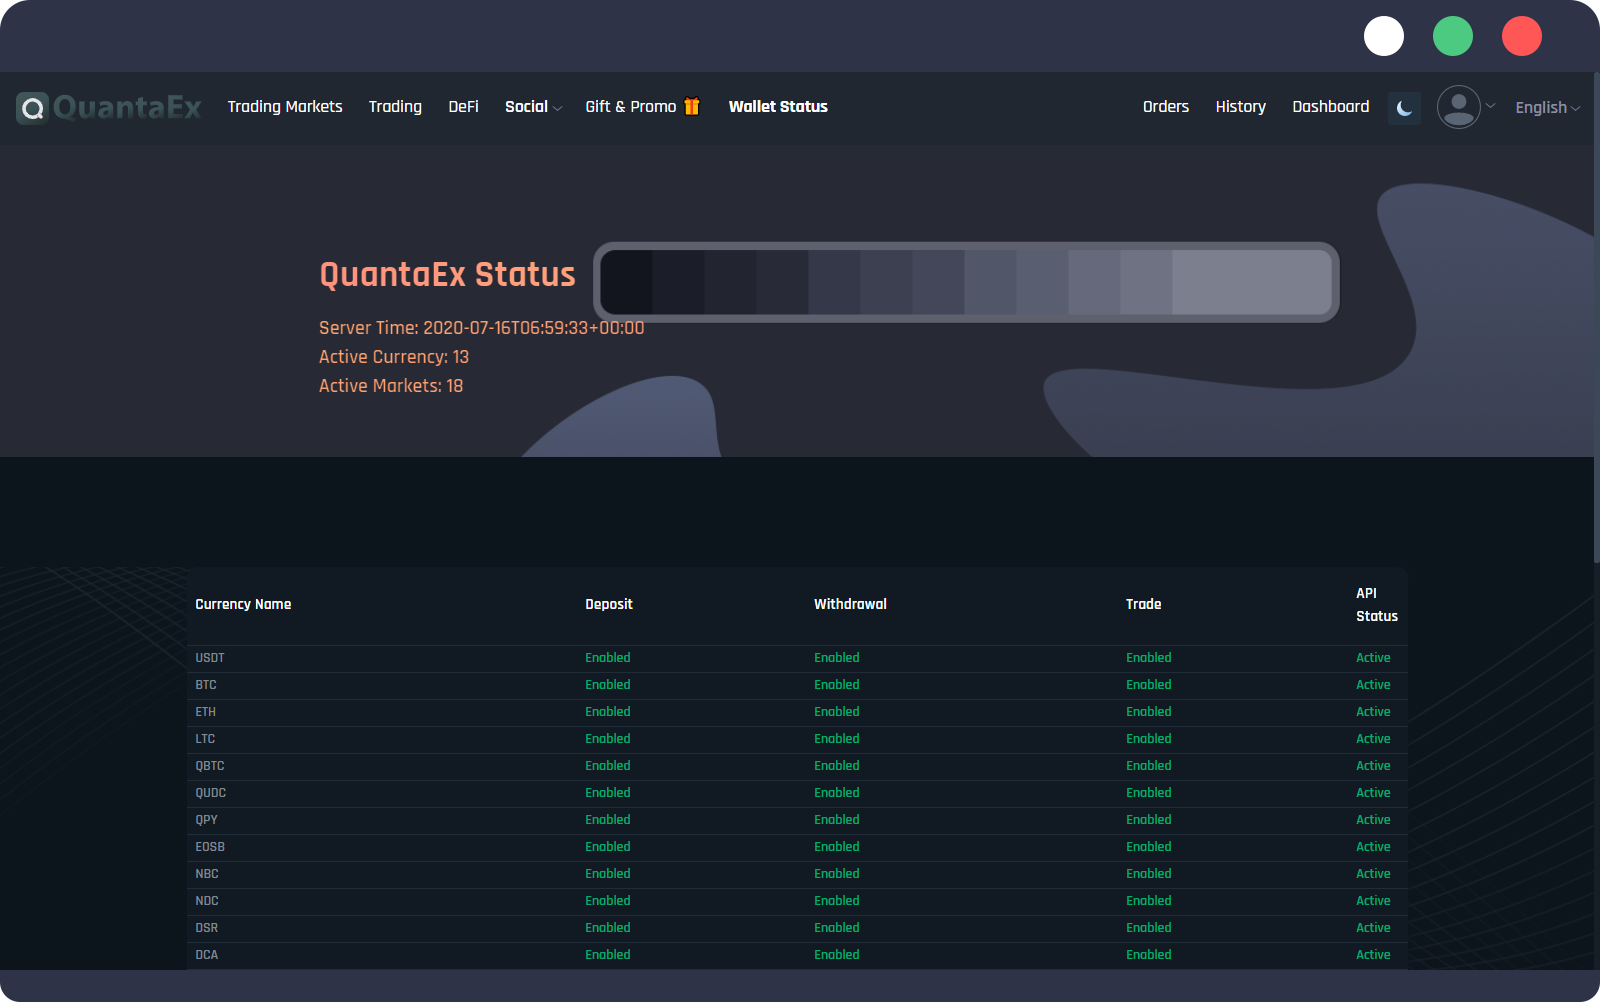 QuantaEx Trading Markets Trading DeFi Social Gift & Promo Wallet Status Orders History Dashboard English
QuantaEx Status
Server Time: 2020-07-16T06:59:33+00:00
Active Currency: 13
Active Markets: 18
Currency Name Deposit Withdrawal Trade API Status
USDT Enabled Enabled Enabled Active
BTC Enabled Enabled Enabled Active
ETH Enabled Enabled Enabled Active
LTC Enabled Enabled Enabled Active
QBTC Enabled Enabled Enabled Active
QUDC Enabled Enabled Enabled Active
QPY Enabled Enabled Enabled Active
EOSB Enabled Enabled Enabled Active
NBC Enabled Enabled Enabled Active
NDC Enabled Enabled Enabled Active
DSR Enabled Enabled Enabled Active
DCA Enabled Enabled Enabled Active